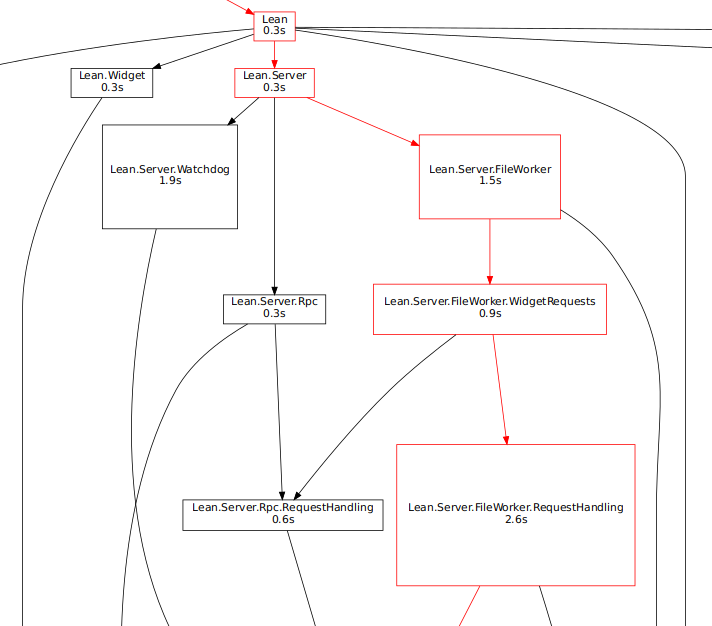 Lean
0.3s
Lean.Widget
0.3s
Lean.Server
0.3s
Lean.Server.Watchdog
1.9s
Lean.Server.FileWorker
1.5s
Lean.Server.Rpc
0.3s
Lean.Server.FileWorker.WidgetRequests
0.9s
Lean.Server.Rpc.RequestHandling
0.6s
Lean.Server.FileWorker.RequestHandling
2.6s